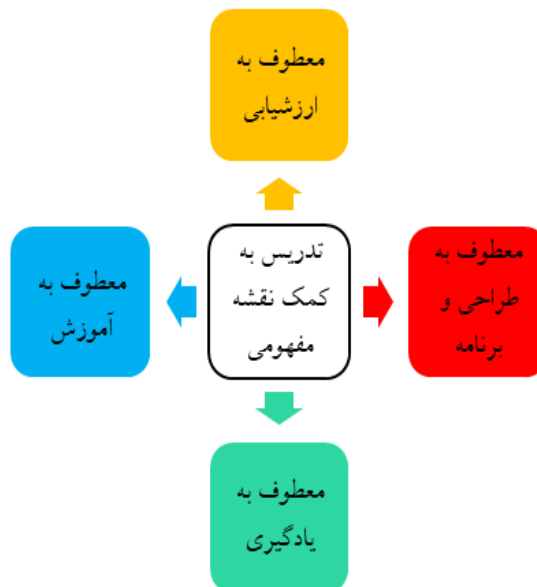 معطوف به
ارزشیابی
معطوف به
طراحی و
برنامه
تدریس به
کمک نقشه
مفهومی
معطوف به
آموزش
معطوف به
یادگیری